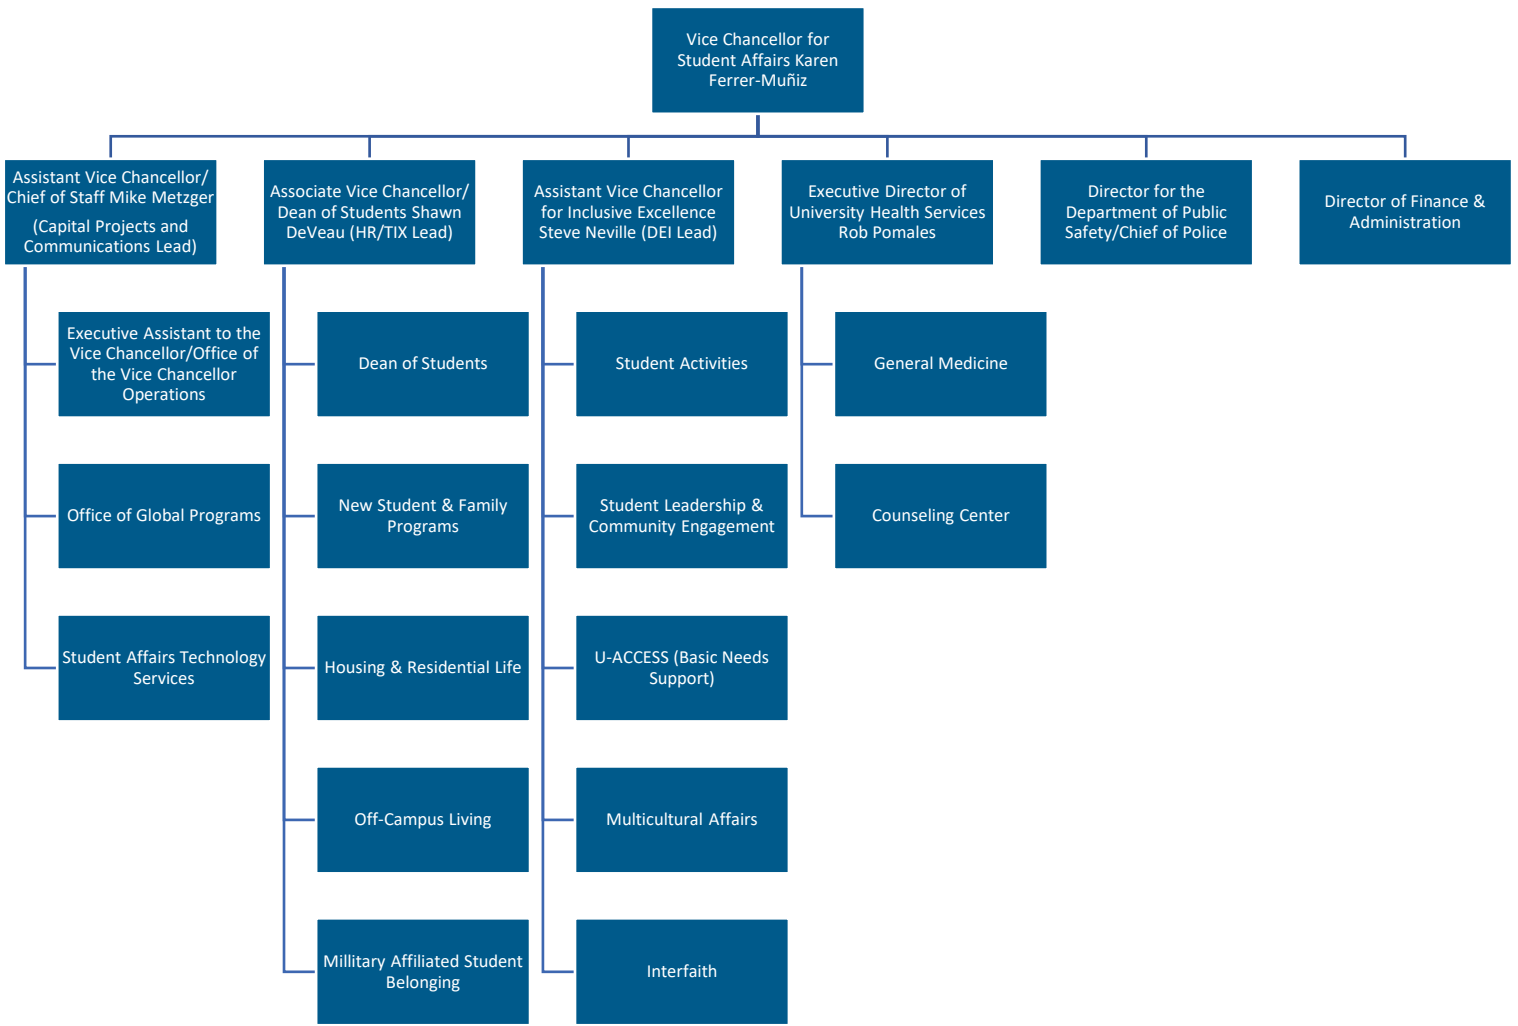 Vice Chancellor for
Student Affairs Karen
Ferrer-Muñiz
Assistant Vice Chancellor/
Chief of Staff Mike Metzger
(Capital Projects and
Communications Lead)
Associate Vice Chancellor/
Dean of Students Shawn
DeVeau (HR/TIX Lead)
Assistant Vice Chancellor
for Inclusive Excellence
Steve Neville (DEI Lead)
Executive Director of
University Health Services
Rob Pomales
Director for the
Department of Public
Safety/Chief of Police
Director of Finance &
Administration
Executive Assistant to the
Vice Chancellor/Office of
the Vice Chancellor
Operations
Office of Global Programs
Student Affairs Technology
Services
Dean of Students
New Student & Family
Programs
Housing & Residential Life
Off-Campus Living
Millitary Affiliated Student
Belonging
Student Activities
Student Leadership &
Community Engagement
U-ACCESS (Basic Needs
Support)
Multicultural Affairs
Interfaith
General Medicine
Counseling Center